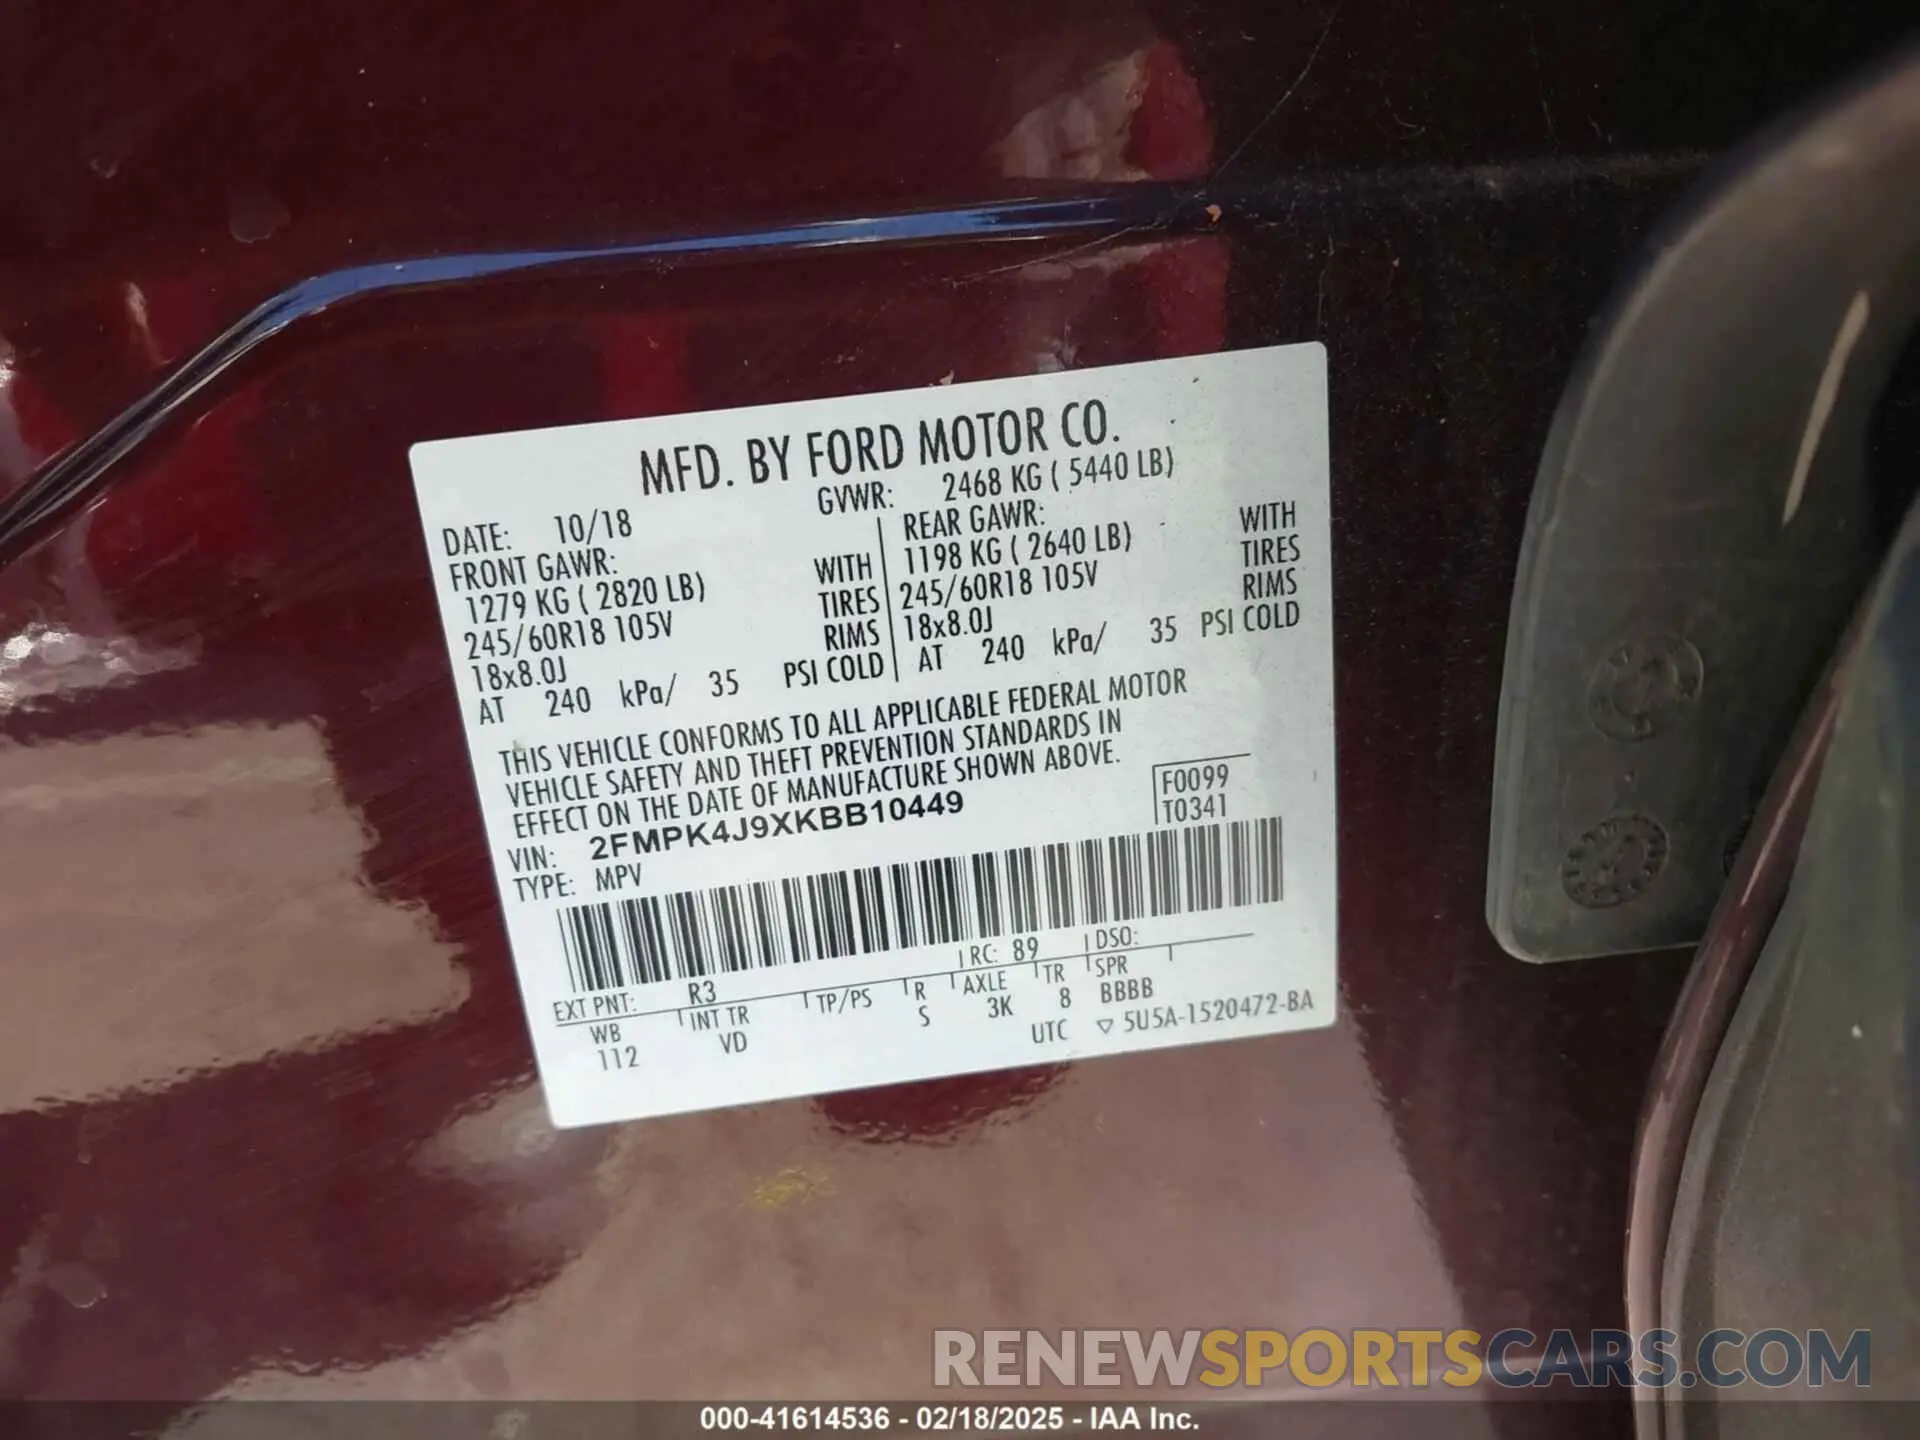 MFD. BY FORD MOTOR CO.
DATE: 10/18 GVWR: 2468 KG ( 5440 LB)
FRONT GAWR: REAR GAWR:
1279 KG ( 2820 LB) WITH 1198 KG ( 2640 LB) WITH
245/60R18 105V TIRES 245/60R18 105V TIRES
18x8.0J RIMS 18x8.0J RIMS
AT 240 kPa/ 35 PSI COLD AT 240 kPa/ 35 PSI COLD
THIS VEHICLE CONFORMS TO ALL APPLICABLE FEDERAL MOTOR
VEHICLE SAFETY AND THEFT PREVENTION STANDARDS IN
EFFECT ON THE DATE OF MANUFACTURE SHOWN ABOVE.
VIN: 2FMPK4J9XKBB10449 F0099
TYPE: MPV T0341
EXT PNT: R3 RC: 89 DSO:
WB INT TR TP/PS R AXLE TR SPR
112 VD S 3K 8 BBBB
UTC ▽ 5U5A-1520472-BA
RENEWSPORTSCARS.COM
000-41614536 - 02/18/2025 - IAA Inc.